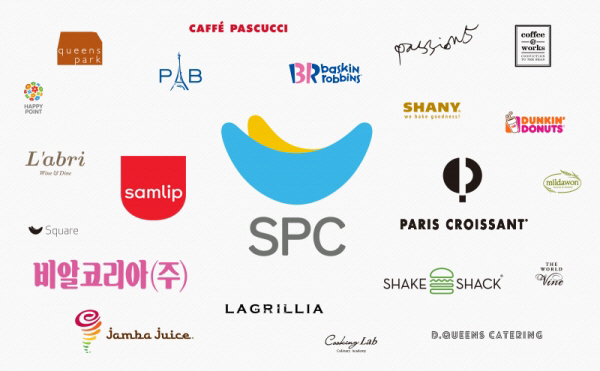 CAFFÉ PASCUCCI
queens
park
PAB
BR baskin
robbins
passion5
coffee
@
works
HAPPY
POINT
SHANY.
we bake goodness!
DUNKIN'
DONUTS
L'abri
Wine & Dine
samlip
mildawon
Square
SPC
PARIS CROISSANT
비알코리아(주)
SHAKE SHACK
THE WORLD
Vine
LAGRILLIA
Jamba Juice
Cooking Lab
Culinary Academy
D.QUEENS CATERING